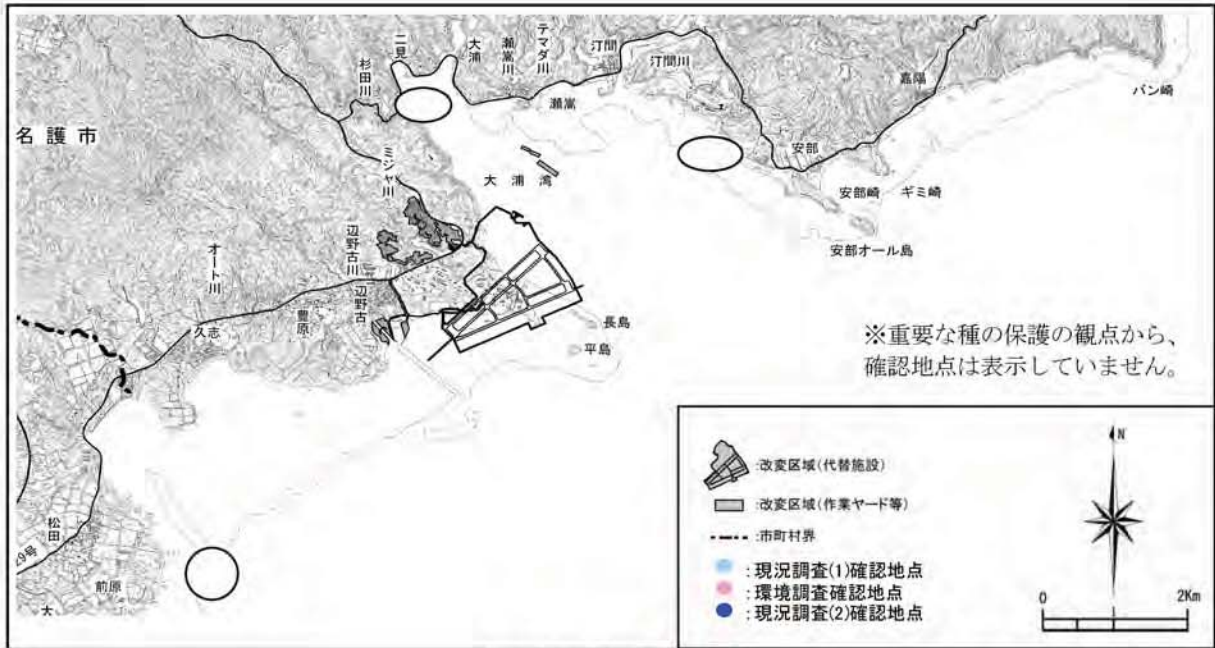 二見
大浦
瀬嵩川
テマダ川
汀間
汀間川
杉田川
瀬嵩
嘉陽
バン崎
名護市
安部
ミジャ川
大浦湾
安部崎
ギミ崎
安部オール島
辺野古川
辺野古
オート川
豊原
久志
長島
平島
※重要な種の保護の観点から、
確認地点は表示していません。
松田
前原
:改変区域(代替施設)
:改変区域(作業ヤード等)
:市町村界
:現況調査(1)確認地点
:環境調査確認地点
:現況調査(2)確認地点
N
0 2Km